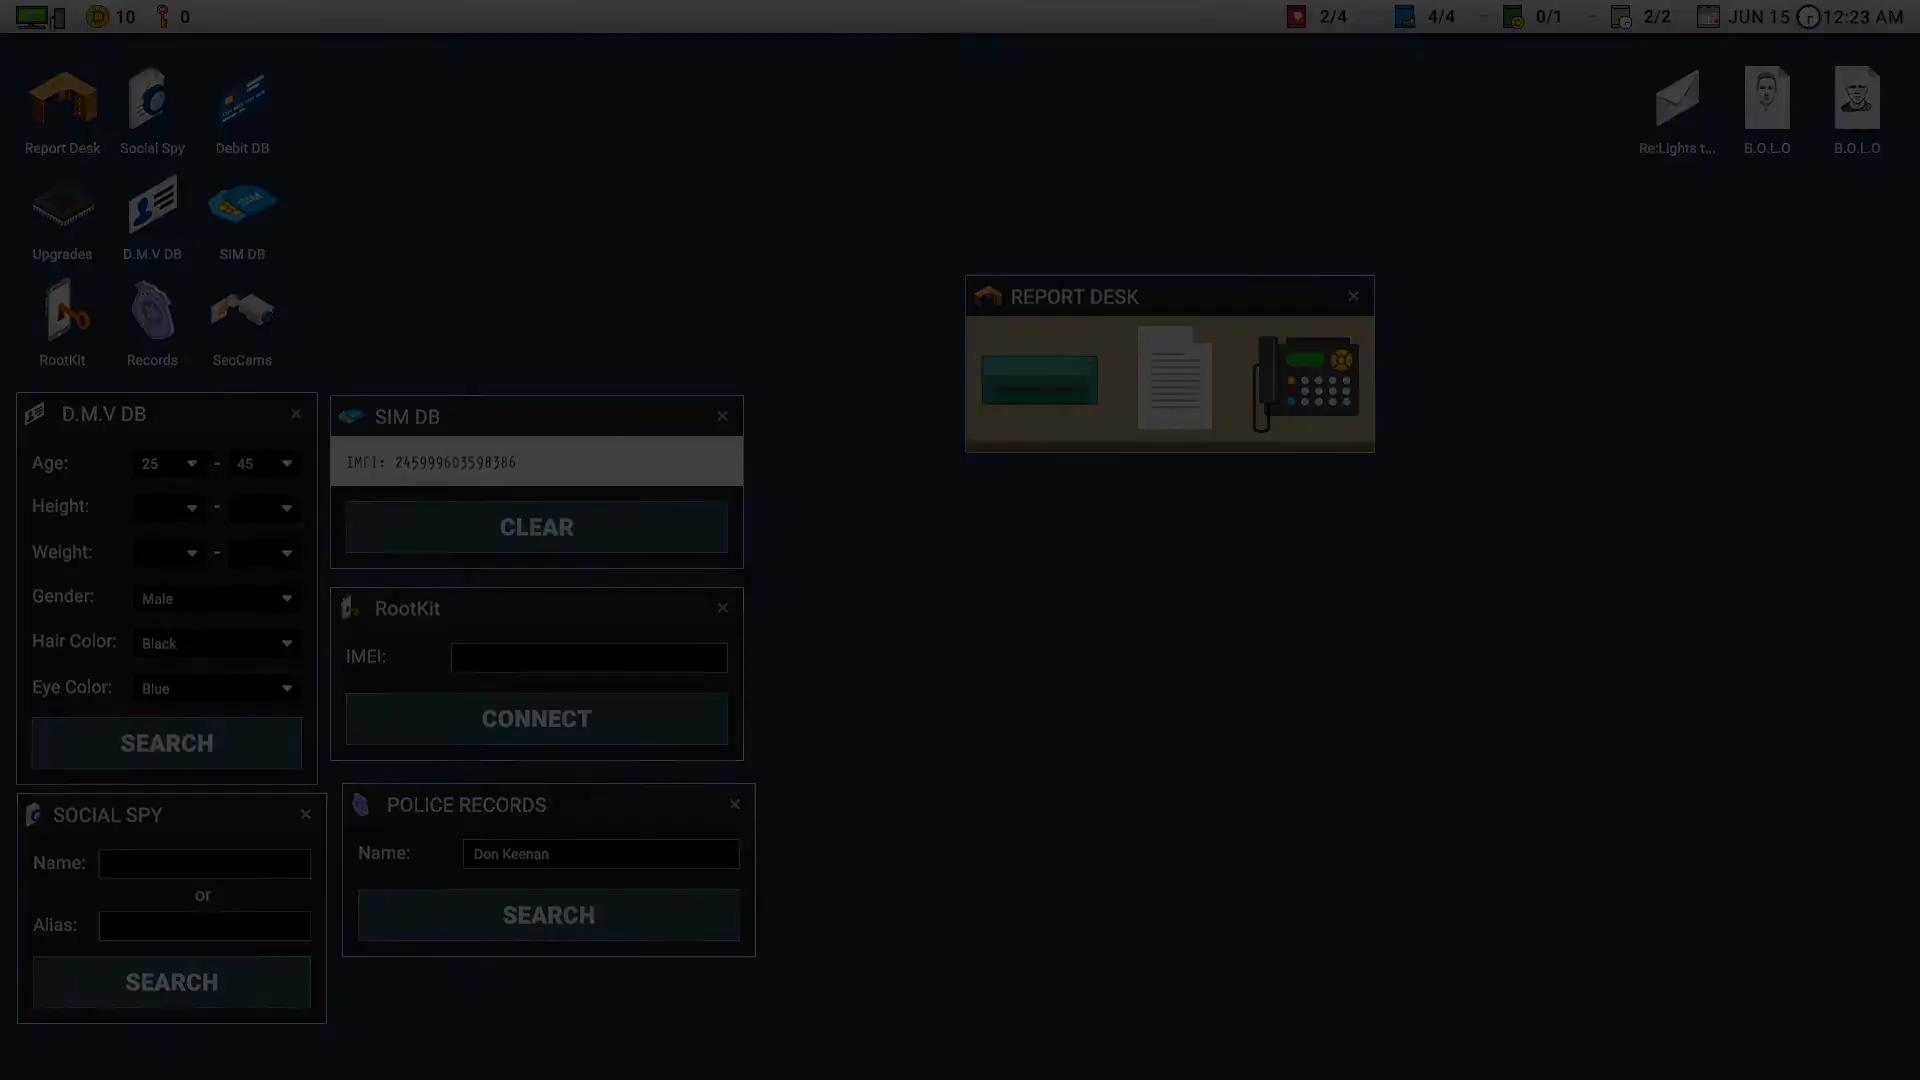 10 0 2/4 4/4 0/1 2/2 JUN 15 12:23 AM
Report Desk Social Spy Debit DB Re:Lights t... B.O.L.O B.O.L.O
Upgrades D.M.V DB SIM DB
RootKit Records SecCams
REPORT DESK
D.M.V DB
Age: 25 - 45
Height: -
Weight: -
Gender: Male
Hair Color: Black
Eye Color: Blue
SEARCH
SIM DB
IMEI: 245999603598386
CLEAR
RootKit
IMEI:
CONNECT
SOCIAL SPY
Name:
or
Alias:
SEARCH
POLICE RECORDS
Name: Don Keenan
SEARCH